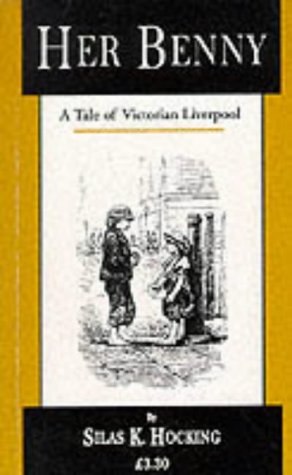 HER BENNY
A Tale of Victorian Liverpool
By
SILAS K. HOCKING
£3.30